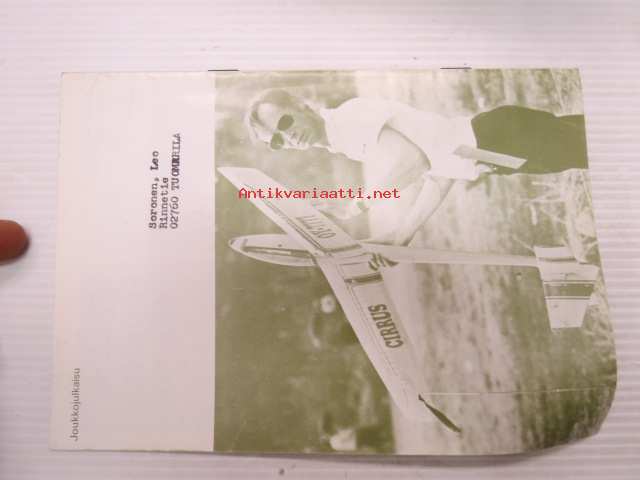 Joukkojulkaisu
Soronen, Leo
Rinnetie
02760 TUOMARILA
Antikvariaatti.net
CIRRUS